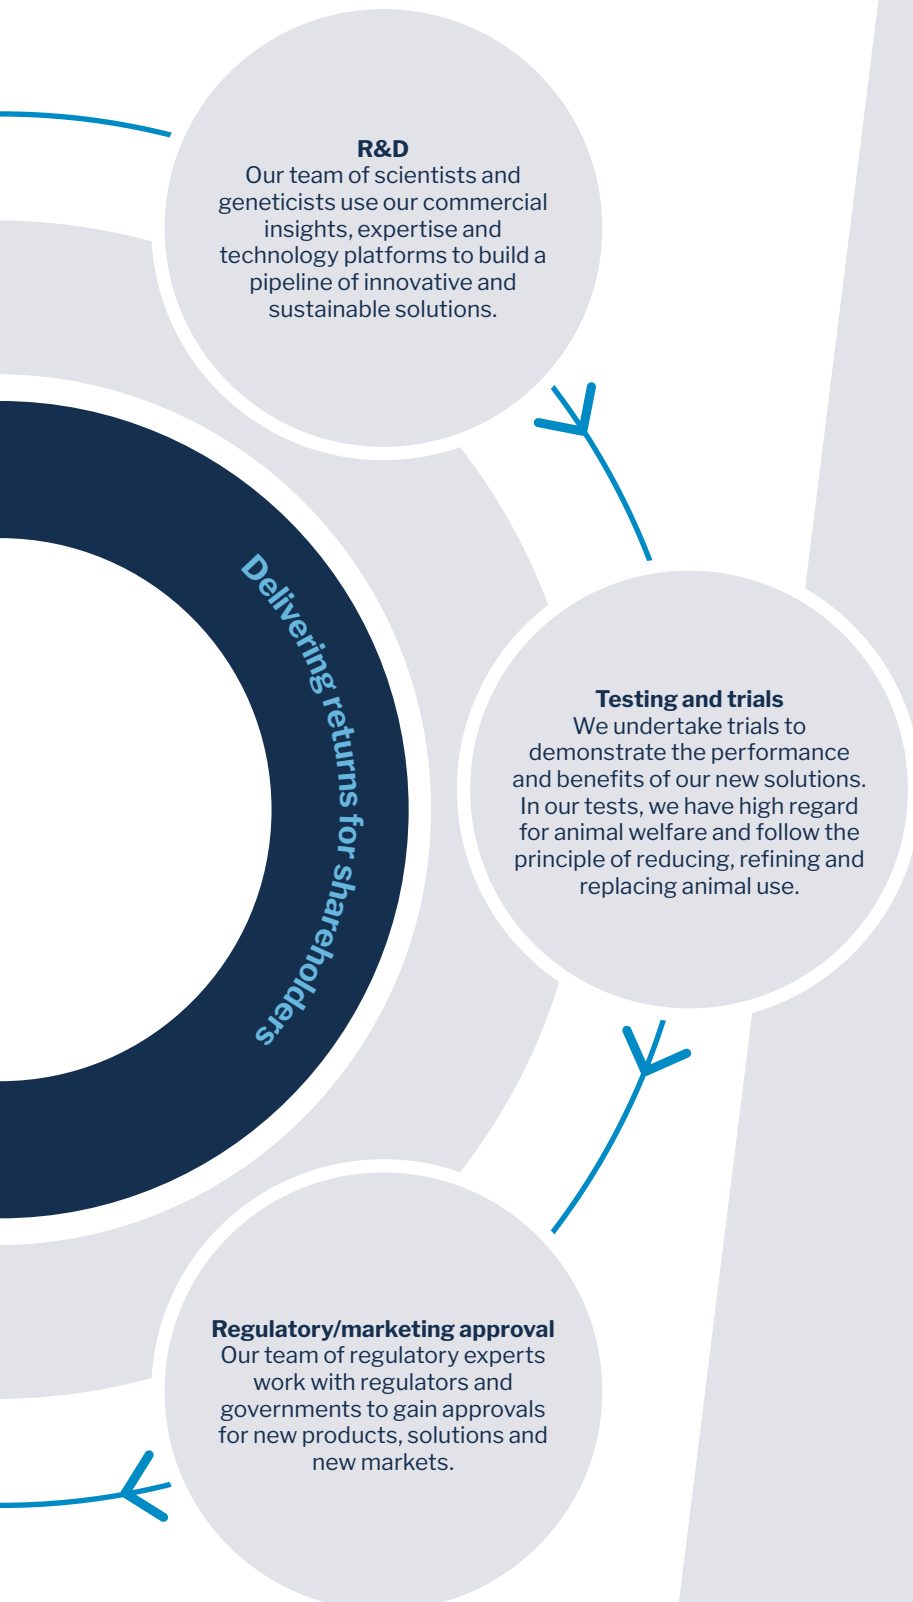 R&D
Our team of scientists and
geneticists use our commercial
insights, expertise and
technology platforms to build a
pipeline of innovative and
sustainable solutions.
Delivering returns for shareholders
Testing and trials
We undertake trials to
demonstrate the performance
and benefits of our new solutions.
In our tests, we have high regard
for animal welfare and follow the
principle of reducing, refining and
replacing animal use.
Regulatory/marketing approval
Our team of regulatory experts
work with regulators and
governments to gain approvals
for new products, solutions and
new markets.